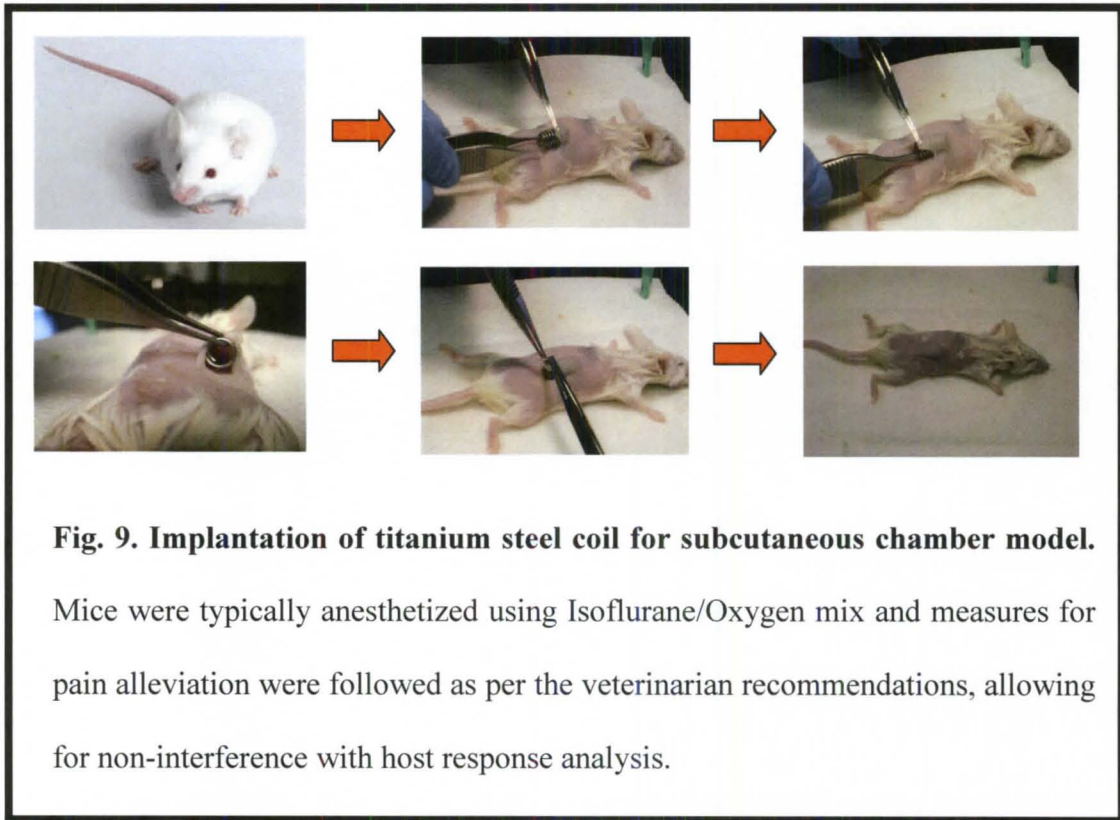 Fig. 9. Implantation of titanium steel coil for subcutaneous chamber model.
Mice were typically anesthetized using Isoflurane/Oxygen mix and measures for
pain alleviation were followed as per the veterinarian recommendations, allowing
for non-interference with host response analysis.